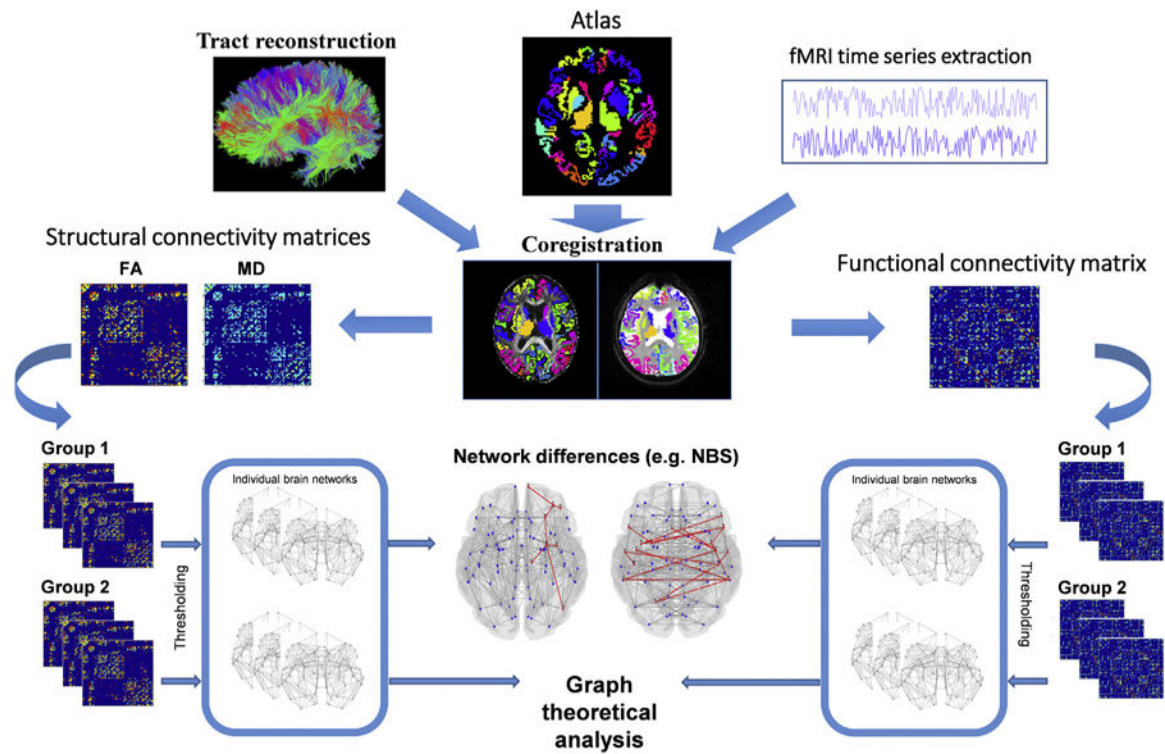 Atlas
Tract reconstruction
fMRI time series extraction
Structural connectivity matrices
FA
MD
Coregistration
Functional connectivity matrix
Group 1
Group 2
Thresholding
Individual brain networks
Network differences (e.g. NBS)
Graph
theoretical
analysis
Individual brain networks
Thresholding
Group 1
Group 2